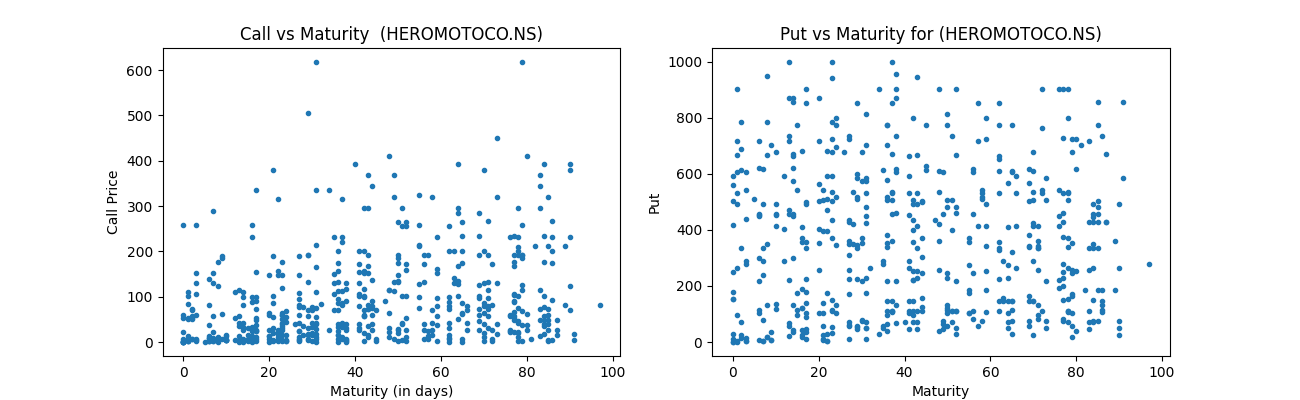 Call vs Maturity  (HEROMOTOCO.NS)
Call Price
600
500
400
300
200
100
0
0 20 40 60 80 100
Maturity (in days)
Put vs Maturity for (HEROMOTOCO.NS)
Put
1000
800
600
400
200
0
0 20 40 60 80 100
Maturity